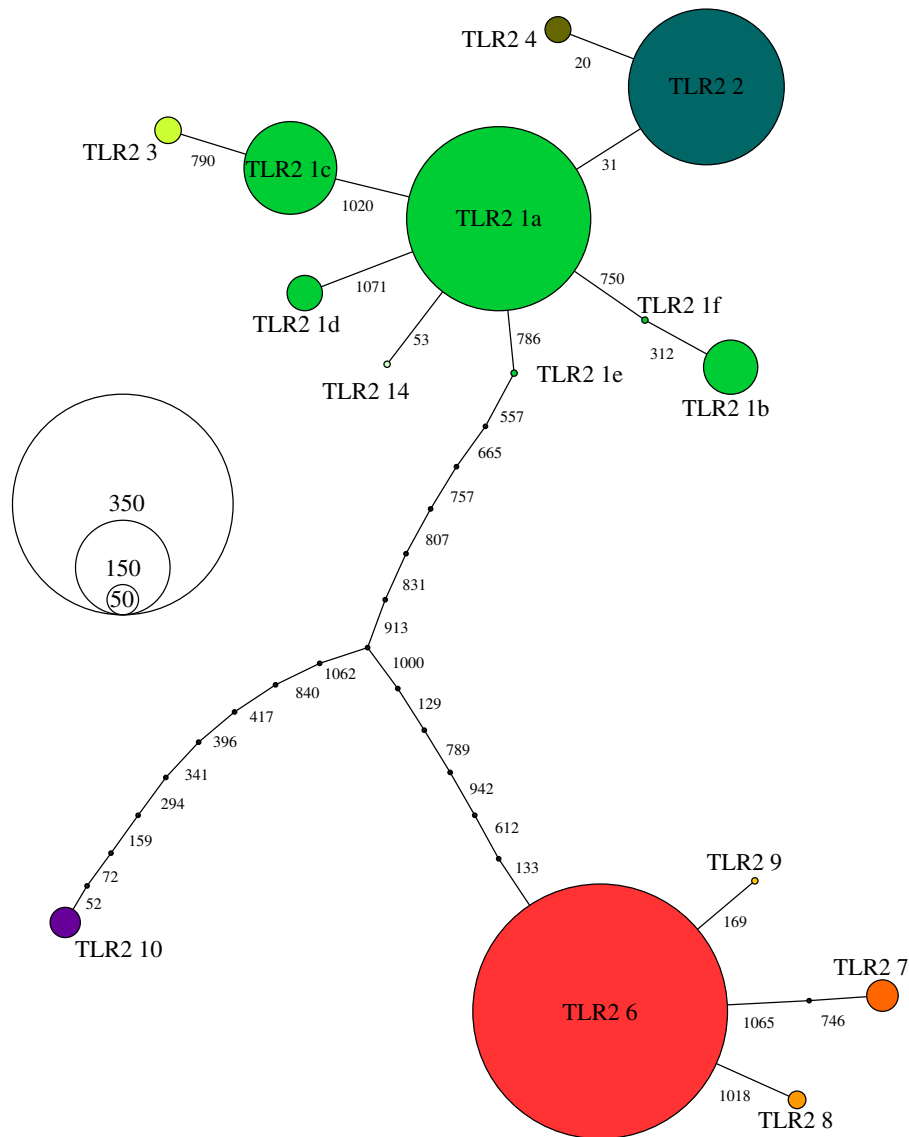 TLR2 4
20
TLR2 2
TLR2 3
790
TLR2 1c
31
1020
TLR2 1a
1071
TLR2 1d
750
TLR2 1f
53
786
312
TLR2 14
TLR2 1e
TLR2 1b
557
665
757
350
807
150
831
50
913
1000
1062
840
129
417
396
789
341
942
294
612
159
133
72
52
TLR2 9
TLR2 10
169
TLR2 7
TLR2 6
1065
746
1018
TLR2 8